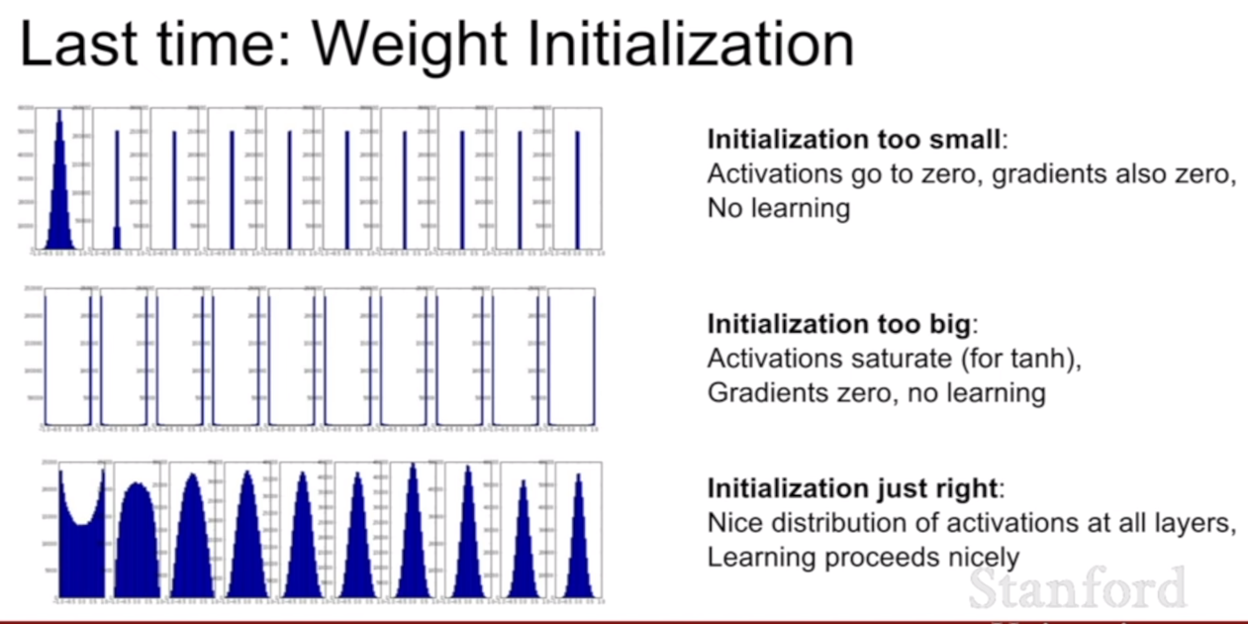 Last time: Weight Initialization
Initialization too small:
Activations go to zero, gradients also zero,
No learning
Initialization too big:
Activations saturate (for tanh),
Gradients zero, no learning
Initialization just right:
Nice distribution of activations at all layers,
Learning proceeds nicely
Stanford